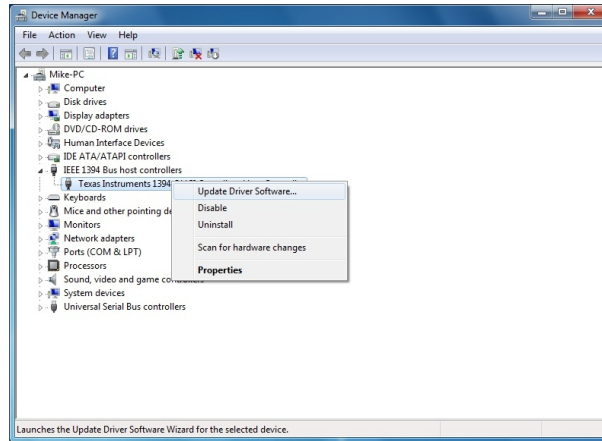 Device Manager
File Action View Help
Mike-PC
Computer
Disk drives
Display adapters
DVD/CD-ROM drives
Human Interface Devices
IDE ATA/ATAPI controllers
IEEE 1394 Bus host controllers
Texas Instruments 1394
Update Driver Software...
Keyboards
Disable
Mice and other pointing de
Uninstall
Monitors
Network adapters
Scan for hardware changes
Ports (COM & LPT)
Processors
Properties
Sound, video and game
System devices
Universal Serial Bus controllers
Launches the Update Driver Software Wizard for the selected device.